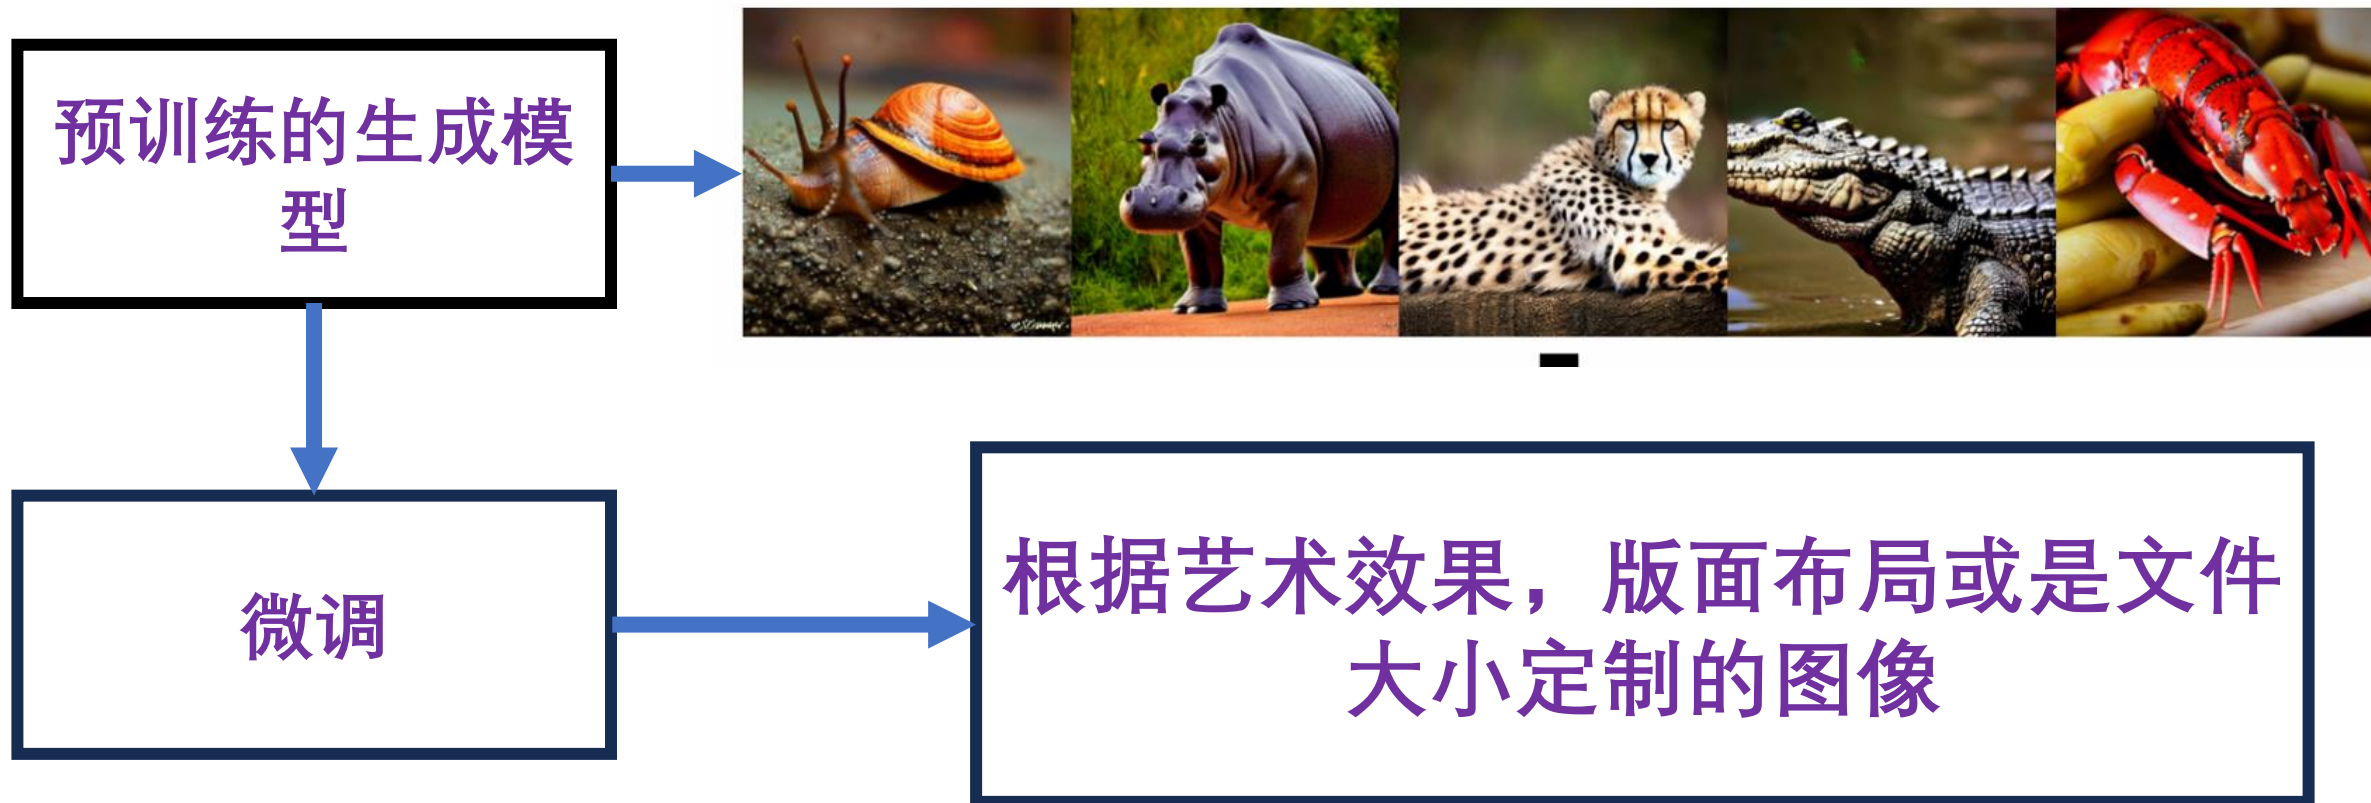 预训练的生成模
型
微调
根据艺术效果，版面布局或是文件
大小定制的图像